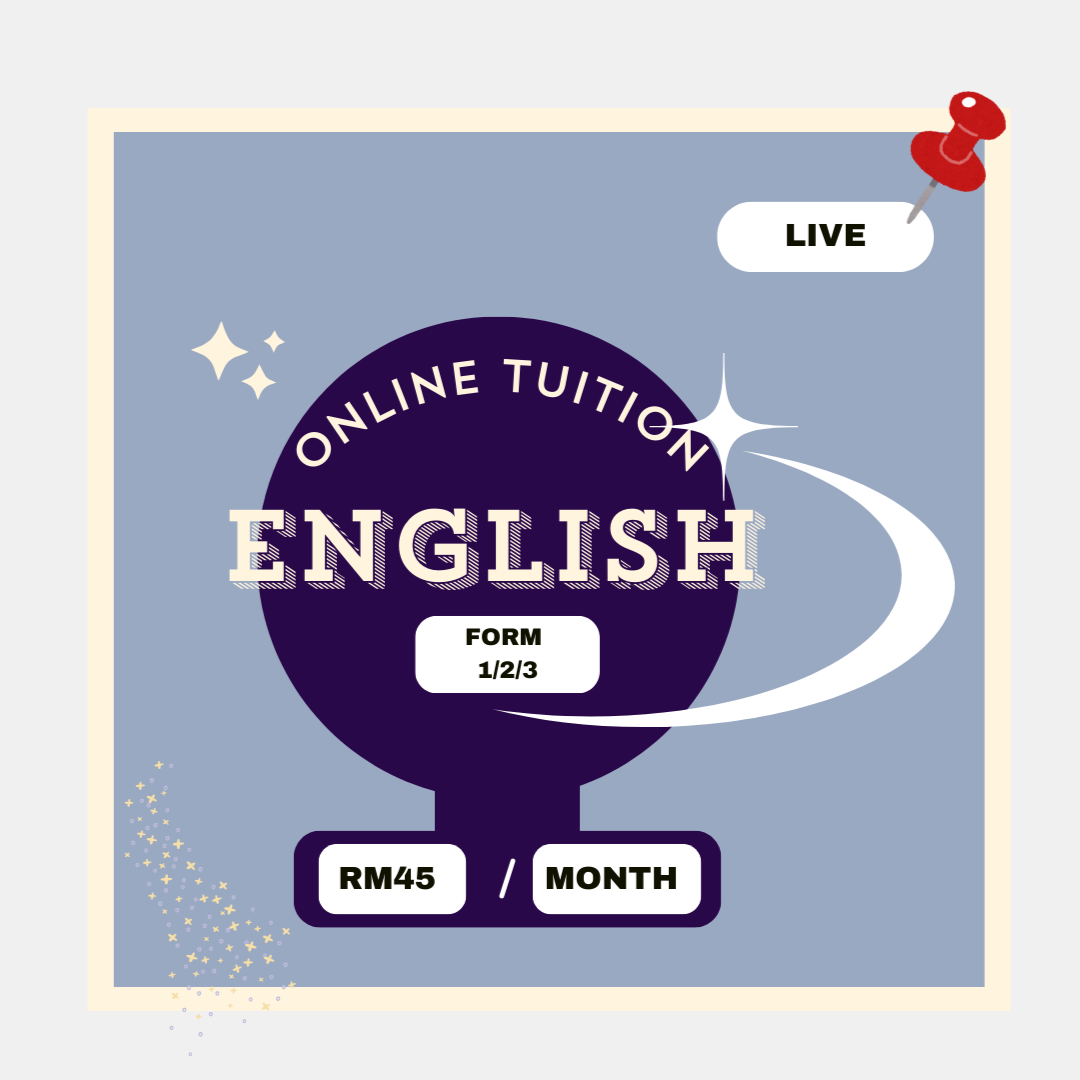 LIVE
ONLINE TUITION
ENGLISH
FORM
1/2/3
RM45 / MONTH